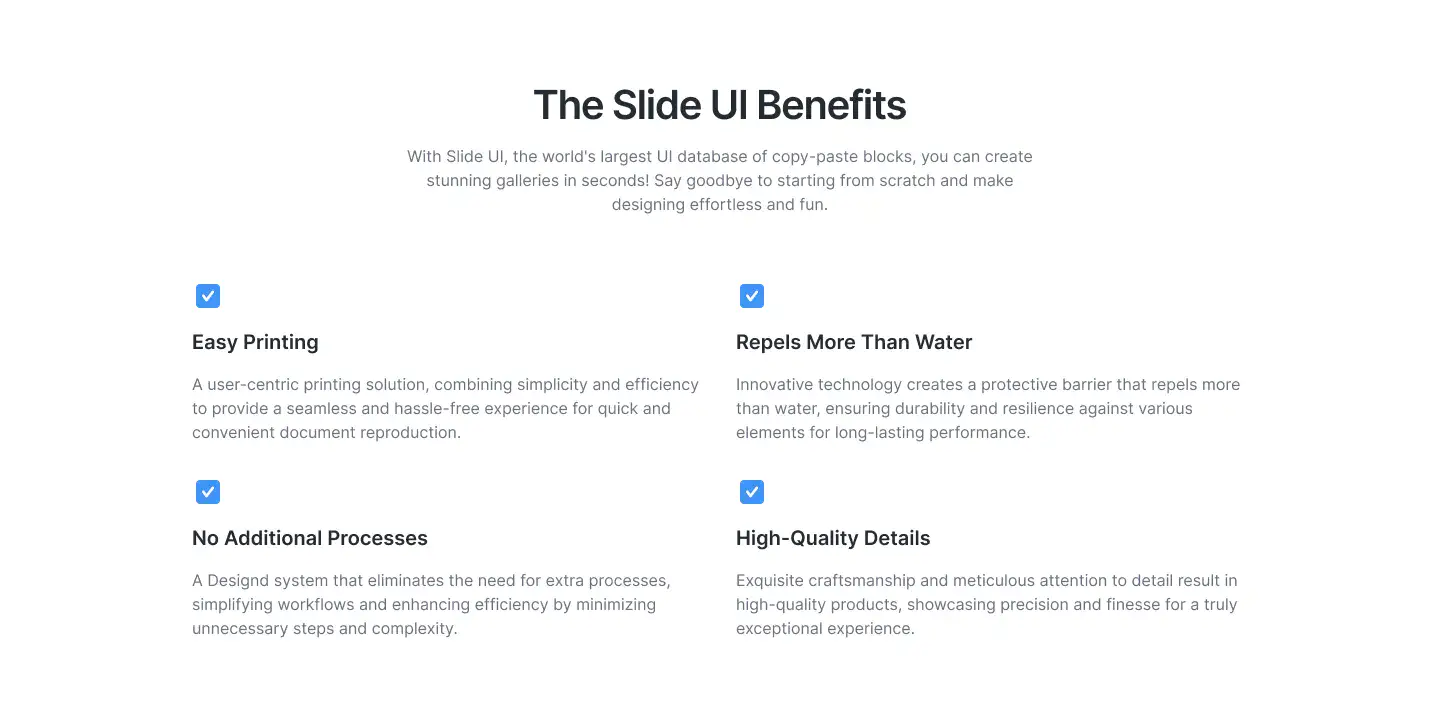 The Slide UI Benefits
With Slide UI, the world's largest UI database of copy-paste blocks, you can create
stunning galleries in seconds! Say goodbye to starting from scratch and make
designing effortless and fun.
Easy Printing
A user-centric printing solution, combining simplicity and efficiency
to provide a seamless and hassle-free experience for quick and
convenient document reproduction.
Repels More Than Water
Innovative technology creates a protective barrier that repels more
than water, ensuring durability and resilience against various
elements for long-lasting performance.
No Additional Processes
A Designd system that eliminates the need for extra processes,
simplifying workflows and enhancing efficiency by minimizing
unnecessary steps and complexity.
High-Quality Details
Exquisite craftsmanship and meticulous attention to detail result in
high-quality products, showcasing precision and finesse for a truly
exceptional experience.